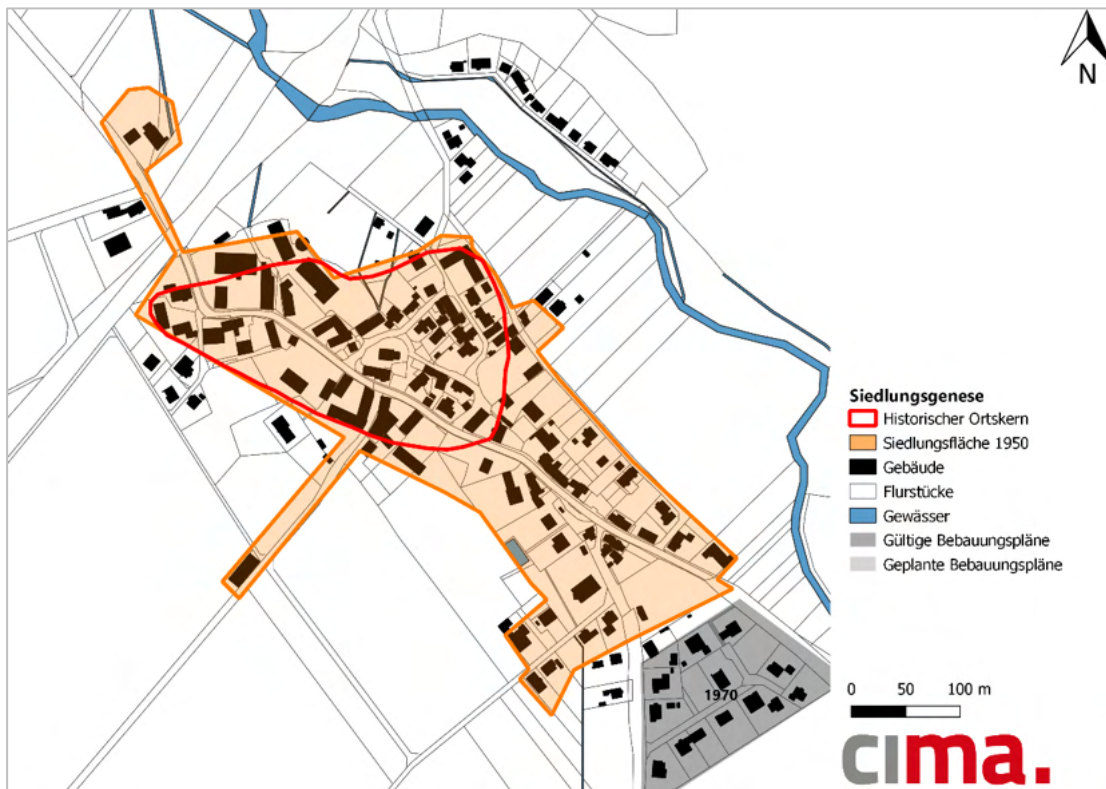 N
Siedlungsgenese
Historischer Ortskern
Siedlungsfläche 1950
Gebäude
Flurstücke
Gewässer
Gültige Bebauungspläne
Geplante Bebauungspläne
1970
0 50 100 m
cima.